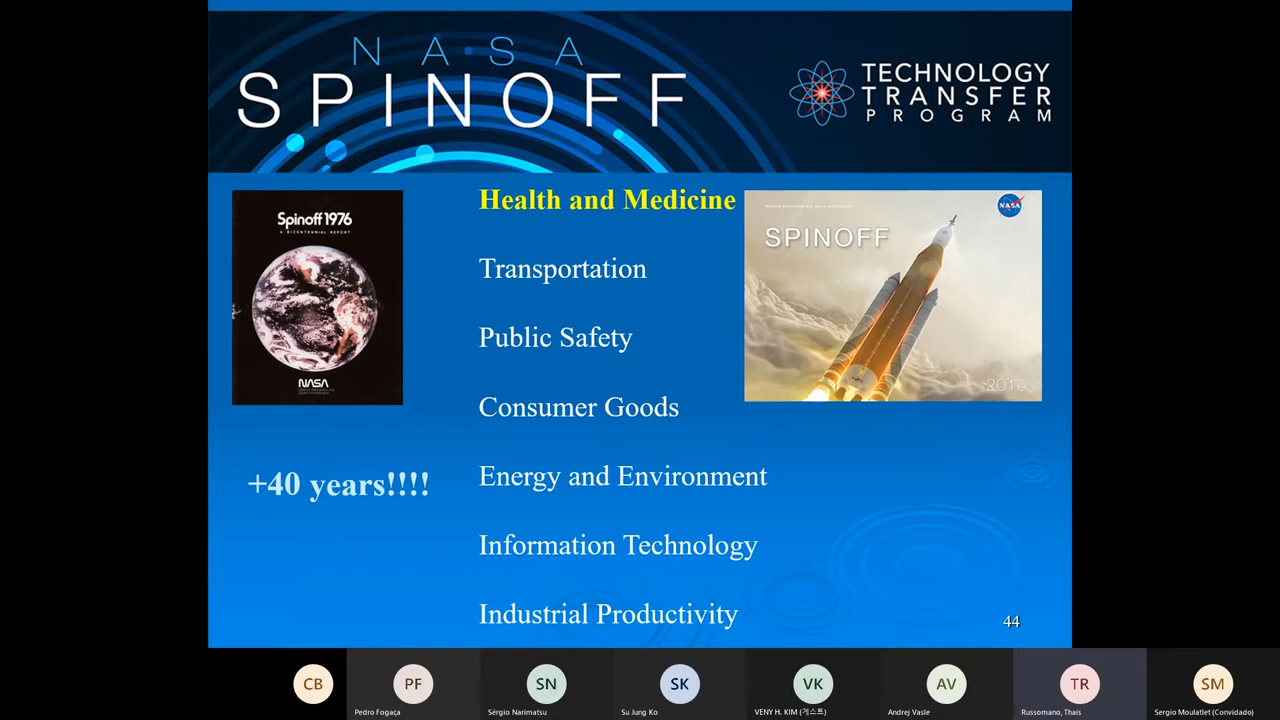 NASA
SPINOFF
TECHNOLOGY
TRANSFER
PROGRAM
Spinoff 1976
A BICENTENNIAL REPORT
NASA
Health and Medicine
Transportation
Public Safety
Consumer Goods
Energy and Environment
Information Technology
Industrial Productivity
NASA
SPINOFF
+40 years!!!!
44
CB
PF
SN
SK
VK
AV
TR
SM
Pedro Fogaça
Sérgio Narimatsu
Su Jung Ko
VENY H. KIM (게스트)
Andrej Vasle
Russomano, Thais
Sergio Moulatlet (Convidado)